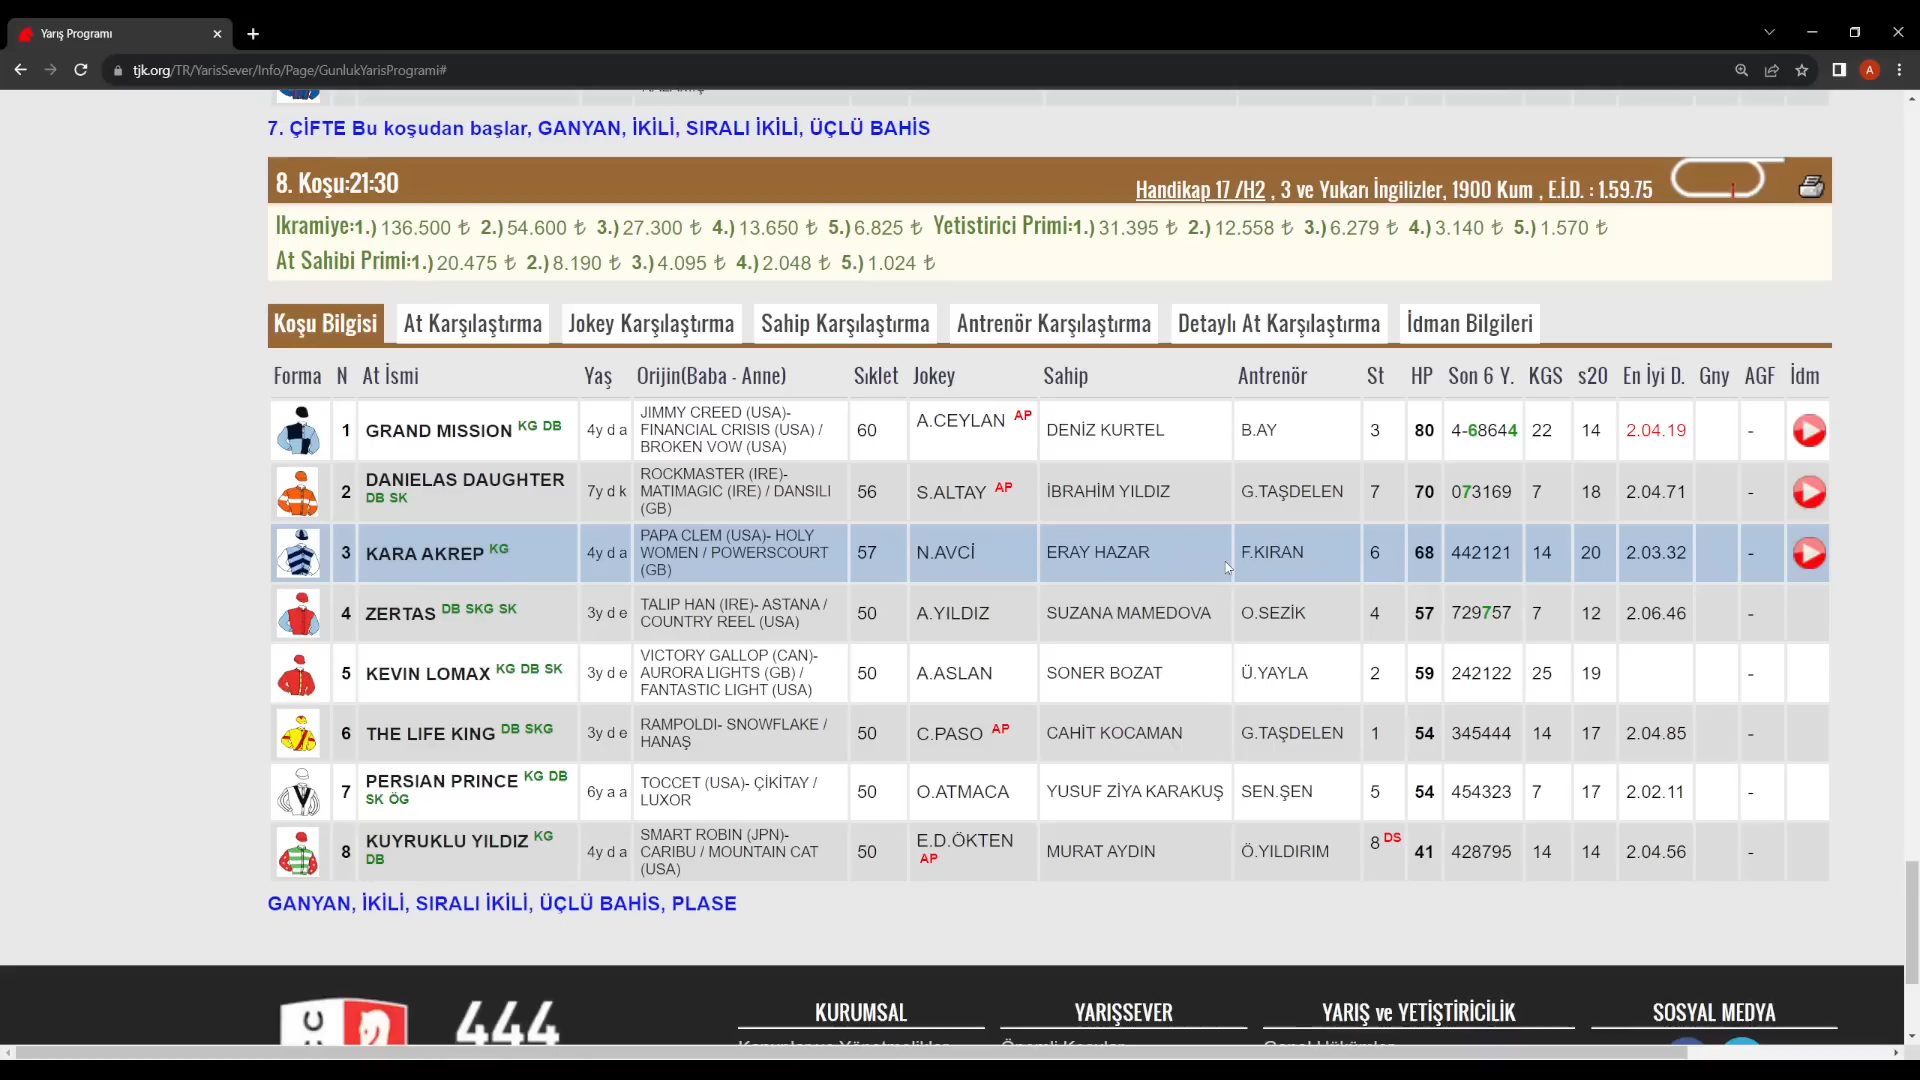 Yarış Programı
tjk.org/TR/YarisSever/Info/Page/GunlukYarisProgrami#
A
7. ÇİFTE Bu koşudan başlar, GANYAN, İKİLİ, SIRALI İKİLİ, ÜÇLÜ BAHİS
8. Koşu:21:30
Handikap 17 /H2 , 3 ve Yukarı İngilizler, 1900 Kum , E.İ.D. : 1.59.75
Ikramiye:1.) 136.500 ₺ 2.) 54.600 ₺ 3.) 27.300 ₺ 4.) 13.650 ₺ 5.) 6.825 ₺ Yetistirici Primi:1.) 31.395 ₺ 2.) 12.558 ₺ 3.) 6.279 ₺ 4.) 3.140 ₺ 5.) 1.570 ₺
At Sahibi Primi:1.) 20.475 ₺ 2.) 8.190 ₺ 3.) 4.095 ₺ 4.) 2.048 ₺ 5.) 1.024 ₺
Koşu Bilgisi At Karşılaştırma Jokey Karşılaştırma Sahip Karşılaştırma Antrenör Karşılaştırma Detaylı At Karşılaştırma İdman Bilgileri
Forma N At İsmi Yaş Orijin(Baba - Anne) Sıklet Jokey Sahip Antrenör St HP Son 6 Y. KGS s20 En İyi D. Gny AGF İdm
1 GRAND MISSION KG DB 4y d a JIMMY CREED (USA)- FINANCIAL CRISIS (USA) / BROKEN VOW (USA) 60 A.CEYLAN AP DENİZ KURTEL B.AY 3 80 4-68644 22 14 2.04.19 -
2 DANIELAS DAUGHTER DB SK 7y d k ROCKMASTER (IRE)- MATIMAGIC (IRE) / DANSILI (GB) 56 S.ALTAY AP İBRAHİM YILDIZ G.TAŞDELEN 7 70 073169 7 18 2.04.71 -
3 KARA AKREP KG 4y d a PAPA CLEM (USA)- HOLY WOMEN / POWERSCOURT (GB) 57 N.AVCİ ERAY HAZAR F.KIRAN 6 68 442121 14 20 2.03.32 -
4 ZERTAS DB SKG SK 3y d e TALIP HAN (IRE)- ASTANA / COUNTRY REEL (USA) 50 A.YILDIZ SUZANA MAMEDOVA O.SEZİK 4 57 729757 7 12 2.06.46 -
5 KEVIN LOMAX KG DB SK 3y d e VICTORY GALLOP (CAN)- AURORA LIGHTS (GB) / FANTASTIC LIGHT (USA) 50 A.ASLAN SONER BOZAT Ü.YAYLA 2 59 242122 25 19 -
6 THE LIFE KING DB SKG 3y d e RAMPOLDI- SNOWFLAKE / HANAŞ 50 C.PASO AP CAHİT KOCAMAN G.TAŞDELEN 1 54 345444 14 17 2.04.85 -
7 PERSIAN PRINCE KG DB SK ÖG 6y a a TOCCET (USA)- ÇİKİTAY / LUXOR 50 O.ATMACA YUSUF ZİYA KARAKUŞ SEN.ŞEN 5 54 454323 7 17 2.02.11 -
8 KUYRUKLU YILDIZ KG DB 4y d a SMART ROBIN (JPN)- CARIBU / MOUNTAIN CAT (USA) 50 E.D.ÖKTEN AP MURAT AYDIN Ö.YILDIRIM 8 DS 41 428795 14 14 2.04.56 -
GANYAN, İKİLİ, SIRALI İKİLİ, ÜÇLÜ BAHİS, PLASE
444 KURUMSAL YARIŞSEVER YARIŞ ve YETİŞTİRİCİLİK SOSYAL MEDYA